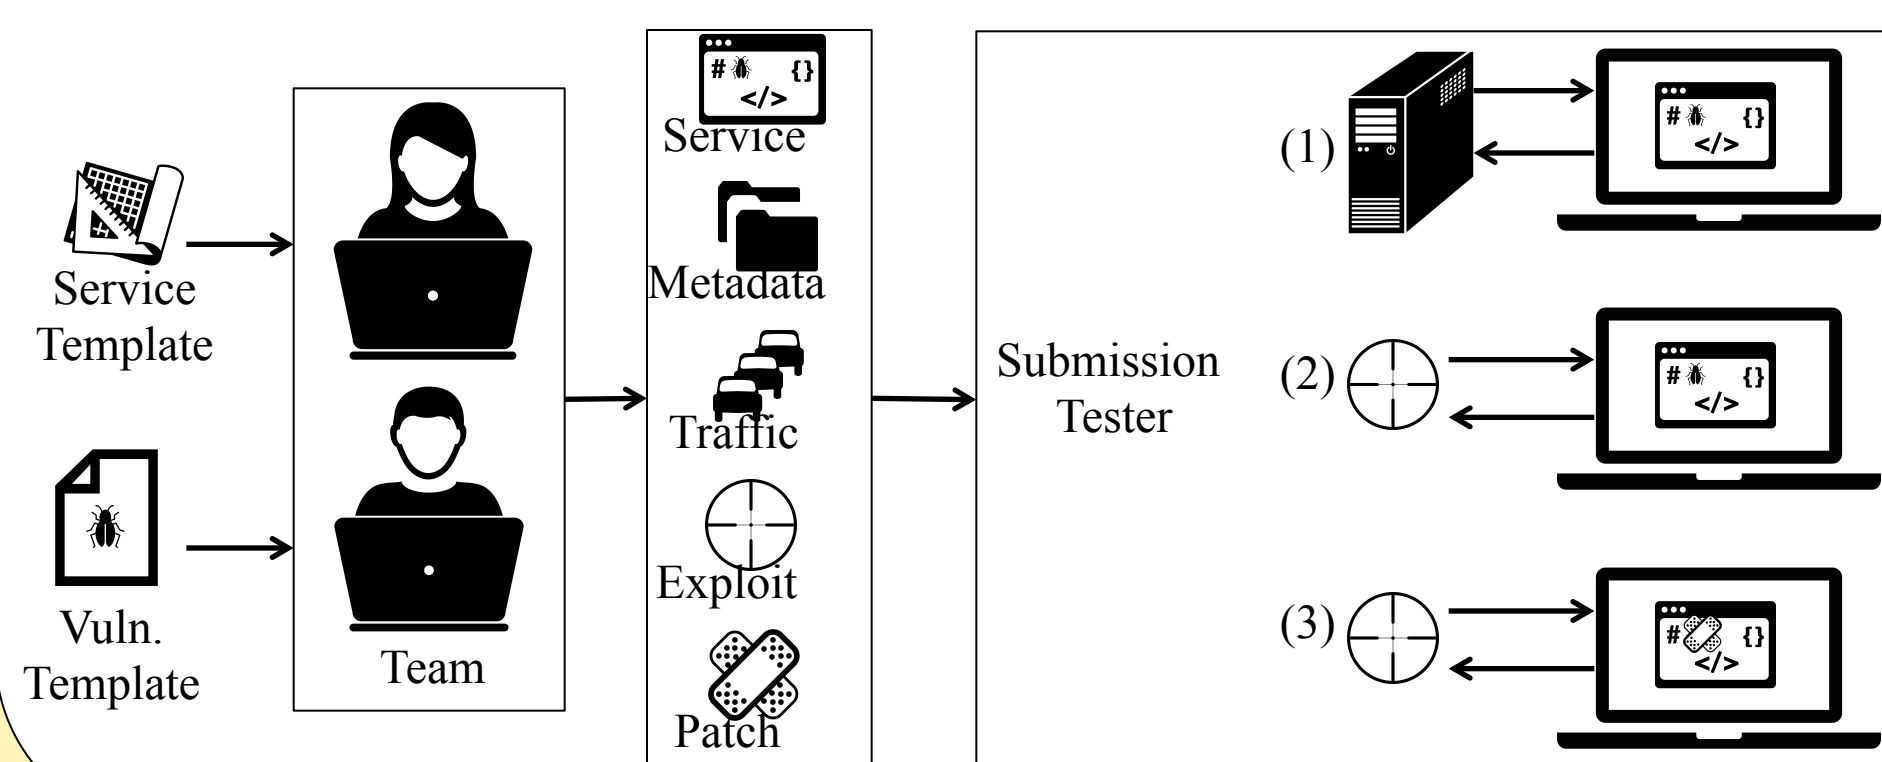 Service
Template
Vuln.
Template
Team
# {}
</>
Service
Metadata
Traffic
Exploit
Patch
Submission
Tester
(1)
# {}
</>
(2)
# {}
</>
(3)
# {}
</>